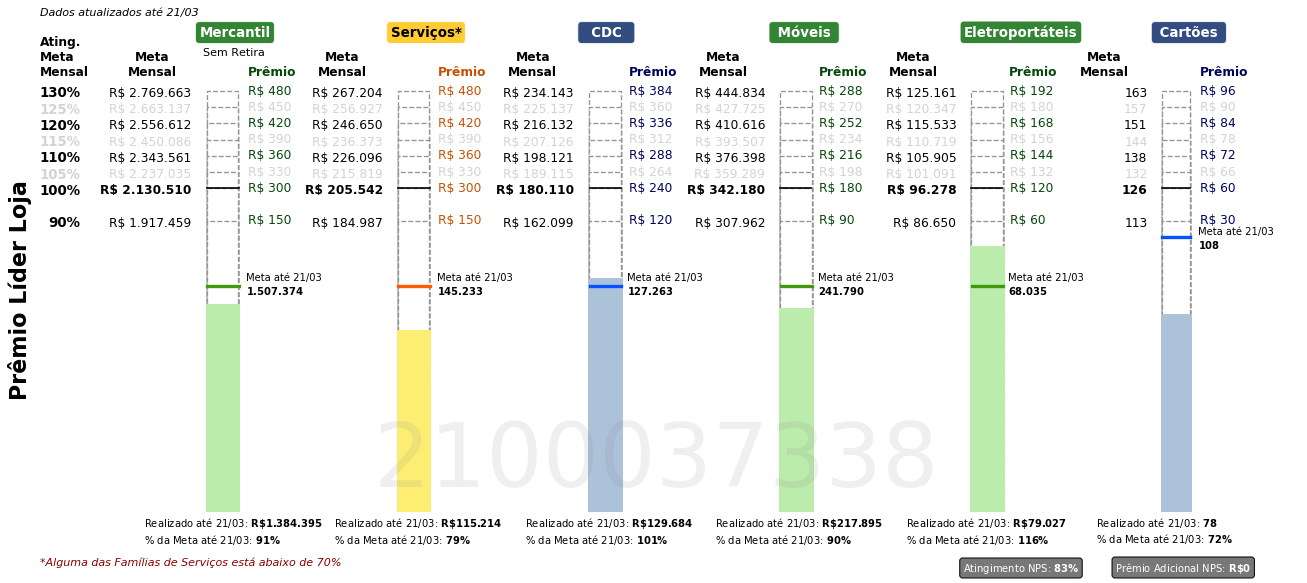 Dados atualizados até 21/03
Mercantil Serviços* CDC Móveis Eletroportáteis Cartões
Sem Retira
Ating. Meta Mensal
Meta Mensal Prêmio Meta Mensal Prêmio Meta Mensal Prêmio Meta Mensal Prêmio Meta Mensal Prêmio Meta Mensal Prêmio
130% R$ 2.769.663 R$ 480 R$ 267.204 R$ 480 R$ 234.143 R$ 384 R$ 444.834 R$ 288 R$ 125.161 R$ 192 163 R$ 96
125% R$ 2.663.137 R$ 450 R$ 256.927 R$ 450 R$ 225.137 R$ 360 R$ 427.725 R$ 270 R$ 120.347 R$ 180 157 R$ 90
120% R$ 2.556.612 R$ 420 R$ 246.650 R$ 420 R$ 216.132 R$ 336 R$ 410.616 R$ 252 R$ 115.533 R$ 168 151 R$ 84
115% R$ 2.450.086 R$ 390 R$ 236.373 R$ 390 R$ 207.126 R$ 312 R$ 393.507 R$ 234 R$ 110.719 R$ 156 144 R$ 78
110% R$ 2.343.561 R$ 360 R$ 226.096 R$ 360 R$ 198.121 R$ 288 R$ 376.398 R$ 216 R$ 105.905 R$ 144 138 R$ 72
105% R$ 2.237.035 R$ 330 R$ 215.819 R$ 330 R$ 189.115 R$ 264 R$ 359.289 R$ 198 R$ 101.091 R$ 132 132 R$ 66
100% R$ 2.130.510 R$ 300 R$ 205.542 R$ 300 R$ 180.110 R$ 240 R$ 342.180 R$ 180 R$ 96.278 R$ 120 126 R$ 60
90% R$ 1.917.459 R$ 150 R$ 184.987 R$ 150 R$ 162.099 R$ 120 R$ 307.962 R$ 90 R$ 86.650 R$ 60 113 R$ 30
Meta até 21/03
108
Meta até 21/03 Meta até 21/03 Meta até 21/03 Meta até 21/03 Meta até 21/03
1.507.374 145.233 127.263 241.790 68.035
Prêmio Líder Loja
2100037338
Realizado até 21/03: R$1.384.395 Realizado até 21/03: R$115.214 Realizado até 21/03: R$129.684 Realizado até 21/03: R$217.895 Realizado até 21/03: R$79.027 Realizado até 21/03: 78
% da Meta até 21/03: 91% % da Meta até 21/03: 79% % da Meta até 21/03: 101% % da Meta até 21/03: 90% % da Meta até 21/03: 116% % da Meta até 21/03: 72%
*Alguma das Famílias de Serviços está abaixo de 70%
Atingimento NPS: 83% Prêmio Adicional NPS: R$0